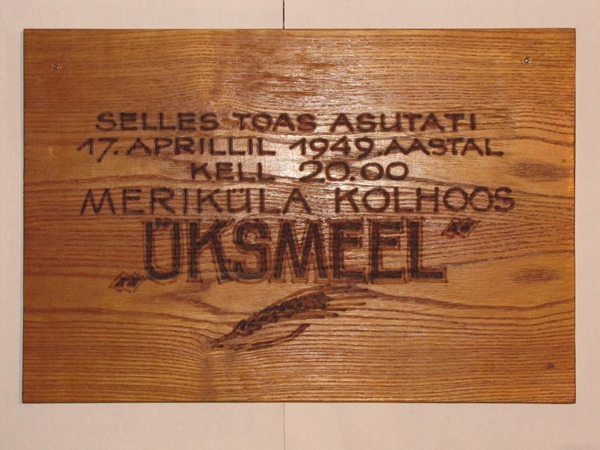 SELLES TOAS ASUTATI
17. APRILLIL 1949. AASTAL
KELL 20.00
MERIKÜLA KOLHOOS
„ÜKSMEEL“